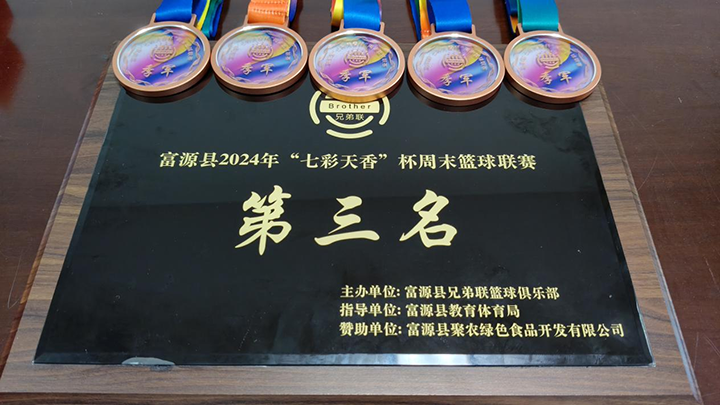 季军
季军
季军
季军
季军
Brother
兄弟联
富源县2024年“七彩天香”杯周末篮球联赛
第三名
主办单位:富源县兄弟联篮球俱乐部
指导单位:富源县教育体育局
赞助单位:富源县聚农绿色食品开发有限公司